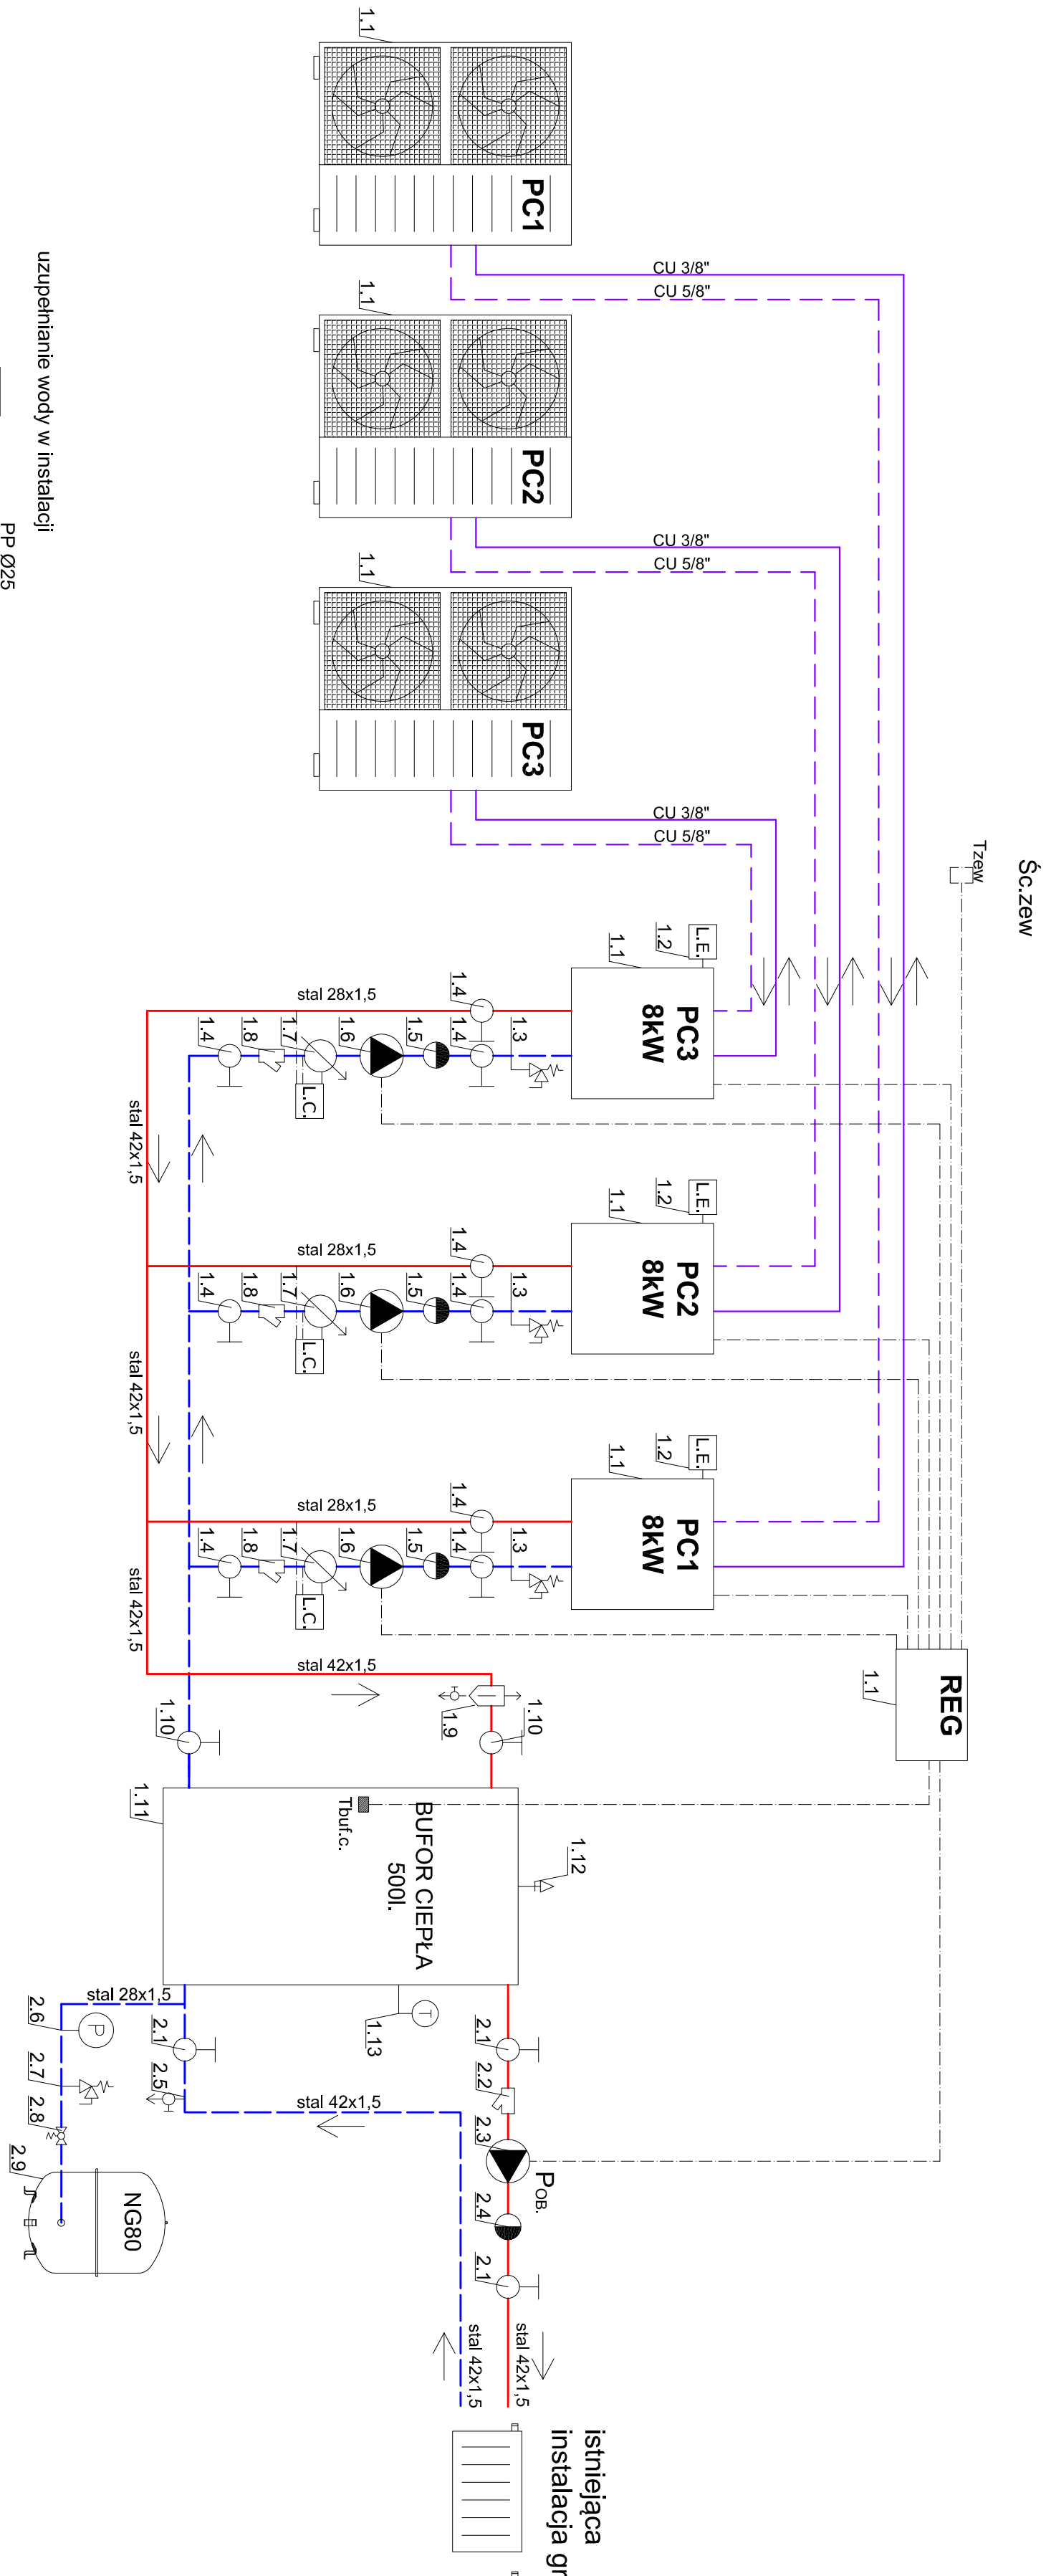 Śc.zew
Tzew
REG
1.1
CU 3/8"
CU 5/8"
CU 3/8"
CU 5/8"
CU 3/8"
CU 5/8"
PC1
1.1
PC2
1.1
PC3
1.1
L.E.
1.2
1.1
PC3
8kW
L.E.
1.2
1.1
PC2
8kW
L.E.
1.2
1.1
PC1
8kW
1.3
1.4
1.4
1.5
1.6
1.7
1.8
1.4
L.C.
stal 28x1,5
1.3
1.4
1.4
1.5
1.6
1.7
1.8
1.4
L.C.
stal 28x1,5
1.3
1.4
1.4
1.5
1.6
1.7
1.8
1.4
L.C.
stal 28x1,5
stal 42x1,5
stal 42x1,5
stal 42x1,5
stal 42x1,5
1.9
1.10
1.10
1.11
BUFOR CIEPŁA
500l.
Tbuf.c.
1.12
T
1.13
2.1
2.2
2.3
POB.
2.4
2.1
stal 42x1,5
stal 42x1,5
stal 42x1,5
2.1
2.5
stal 28x1,5
P
2.6
2.7
2.8
2.9
NG80
istniejąca
uzupełnianie wody w instalacji
PP Ø25
instalacja